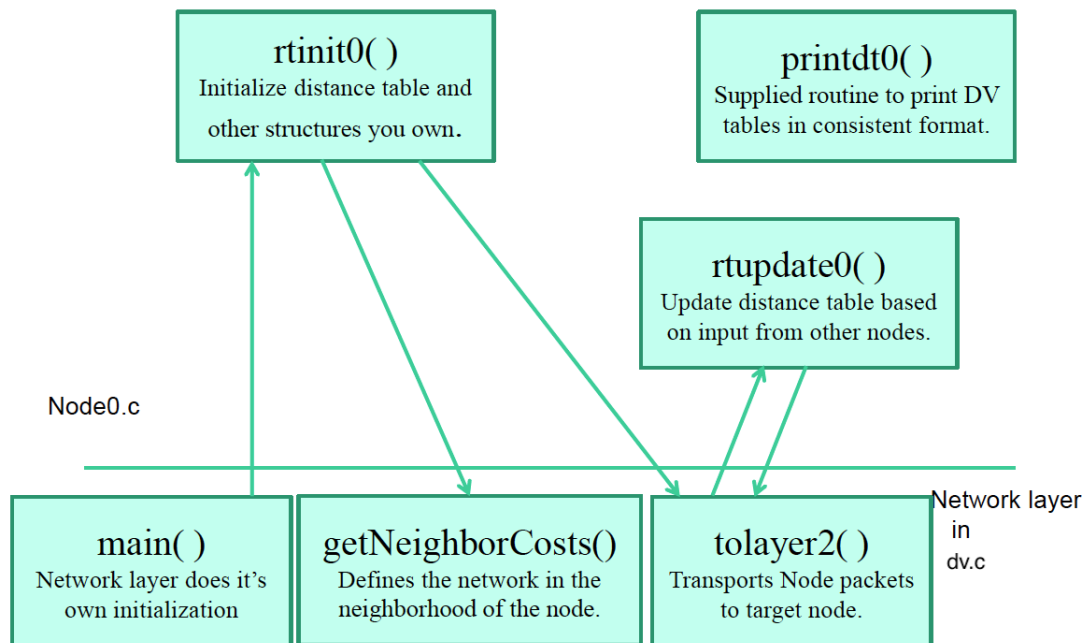 rtinit0( )
Initialize distance table and
other structures you own.
printdt0( )
Supplied routine to print DV
tables in consistent format.
rtupdate0( )
Update distance table based
on input from other nodes.
Node0.c
main( )
Network layer does it's
own initialization
getNeighborCosts()
Defines the network in the
neighborhood of the node.
tolayer2( )
Transports Node packets
to target node.
Network layer
in
dv.c